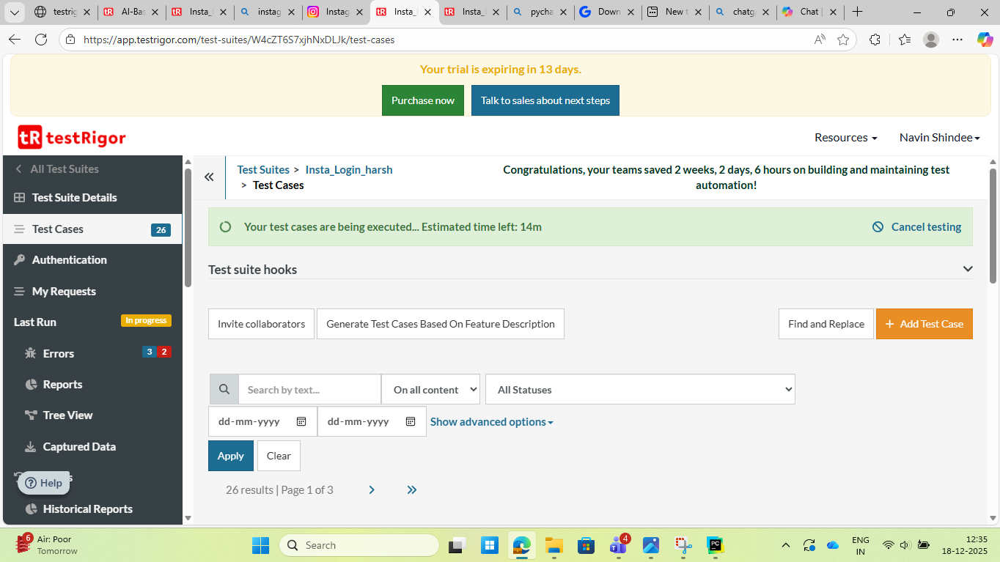 testrig
AI-Bas
Insta_
instag
Instag
Insta_
Insta_
pycha
Down
New t
chatg
Chat |
https://app.testrigor.com/test-suites/W4cZT6S7xjhNxDLJk/test-cases
Your trial is expiring in 13 days.
Purchase now
Talk to sales about next steps
tR testRigor
Resources
Navin Shindee
All Test Suites
Test Suite Details
Test Cases 26
Authentication
My Requests
Last Run In progress
Errors 3 2
Reports
Tree View
Captured Data
Help
Historical Reports
Test Suites > Insta_Login_harsh
> Test Cases
Congratulations, your teams saved 2 weeks, 2 days, 6 hours on building and maintaining test
automation!
Your test cases are being executed... Estimated time left: 14m
Cancel testing
Test suite hooks
Invite collaborators
Generate Test Cases Based On Feature Description
Find and Replace
+ Add Test Case
Search by text...
On all content
All Statuses
dd-mm-yyyy
dd-mm-yyyy
Show advanced options
Apply
Clear
26 results | Page 1 of 3
6
Air: Poor
Tomorrow
Search
4
PC
ENG
IN
12:35
18-12-2025